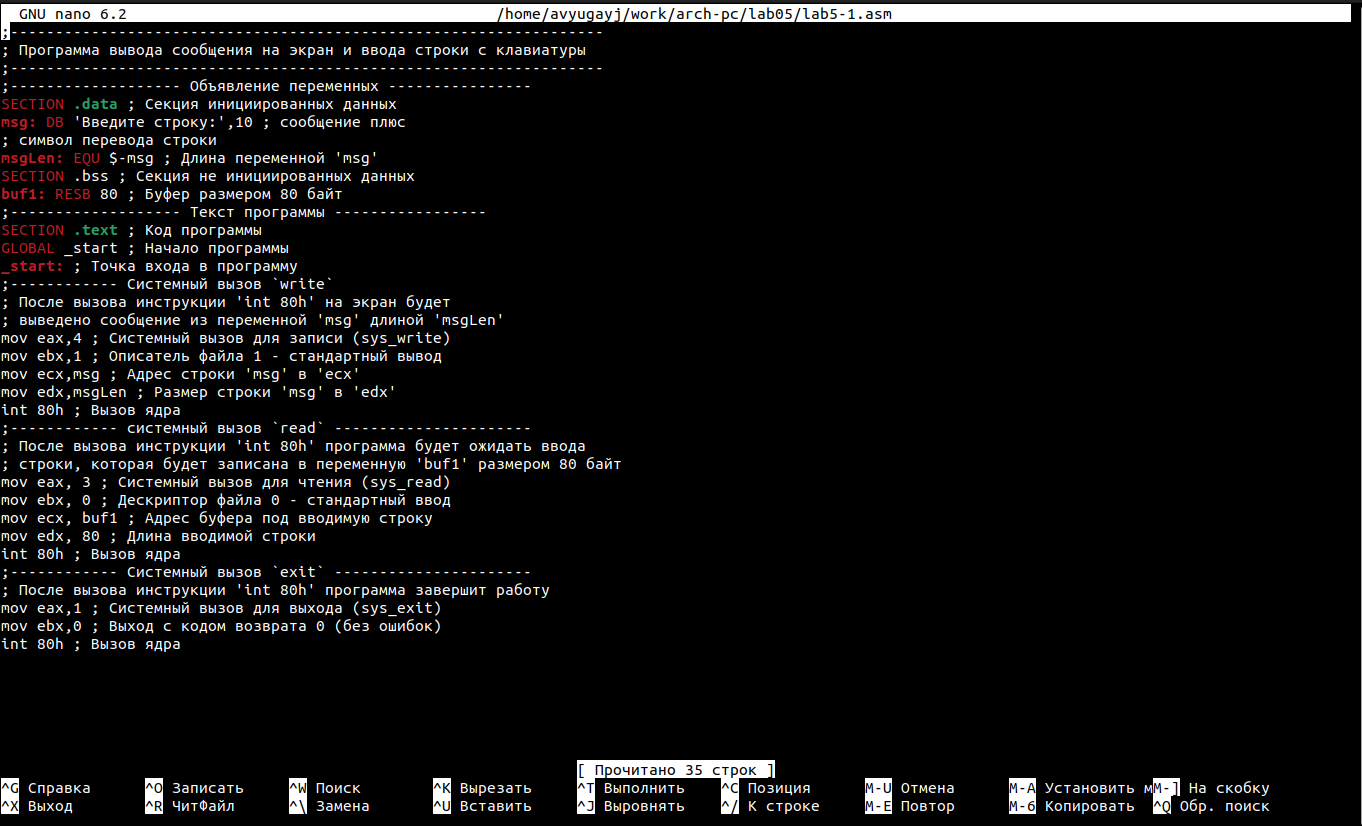 GNU nano 6.2 /home/avyugayj/work/arch-pc/lab05/lab5-1.asm
;------------------------------------------------------------------
; Программа вывода сообщения на экран и ввода строки с клавиатуры
;------------------------------------------------------------------
;------------------- Объявление переменных ----------------
SECTION .data ; Секция инициированных данных
msg: DB 'Введите строку:',10 ; сообщение плюс
; символ перевода строки
msgLen: EQU $-msg ; Длина переменной 'msg'
SECTION .bss ; Секция не инициированных данных
buf1: RESB 80 ; Буфер размером 80 байт
;------------------- Текст программы -----------------
SECTION .text ; Код программы
GLOBAL _start ; Начало программы
_start: ; Точка входа в программу
;------------ Системный вызов `write`
; После вызова инструкции 'int 80h' на экран будет
; выведено сообщение из переменной 'msg' длиной 'msgLen'
mov eax,4 ; Системный вызов для записи (sys_write)
mov ebx,1 ; Описатель файла 1 - стандартный вывод
mov ecx,msg ; Адрес строки 'msg' в 'ecx'
mov edx,msgLen ; Размер строки 'msg' в 'edx'
int 80h ; Вызов ядра
;------------ системный вызов `read` ----------------------
; После вызова инструкции 'int 80h' программа будет ожидать ввода
; строки, которая будет записана в переменную 'buf1' размером 80 байт
mov eax, 3 ; Системный вызов для чтения (sys_read)
mov ebx, 0 ; Дескриптор файла 0 - стандартный ввод
mov ecx, buf1 ; Адрес буфера под вводимую строку
mov edx, 80 ; Длина вводимой строки
int 80h ; Вызов ядра
;------------ Системный вызов `exit` ----------------------
; После вызова инструкции 'int 80h' программа завершит работу
mov eax,1 ; Системный вызов для выхода (sys_exit)
mov ebx,0 ; Выход с кодом возврата 0 (без ошибок)
int 80h ; Вызов ядра
[ Прочитано 35 строк ]
^G Справка ^O Записать ^W Поиск ^K Вырезать ^T Выполнить ^C Позиция M-U Отмена M-A Установить мM-] На скобку
^X Выход ^R ЧитФайл ^\ Замена ^U Вставить ^J Выровнять ^/ К строке M-E Повтор M-6 Копировать ^Q Обр. поиск